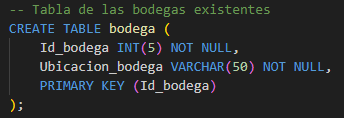 -- Tabla de las bodegas existentes
CREATE TABLE bodega (
    Id_bodega INT(5) NOT NULL,
    Ubicacion_bodega VARCHAR(50) NOT NULL,
    PRIMARY KEY (Id_bodega)
);